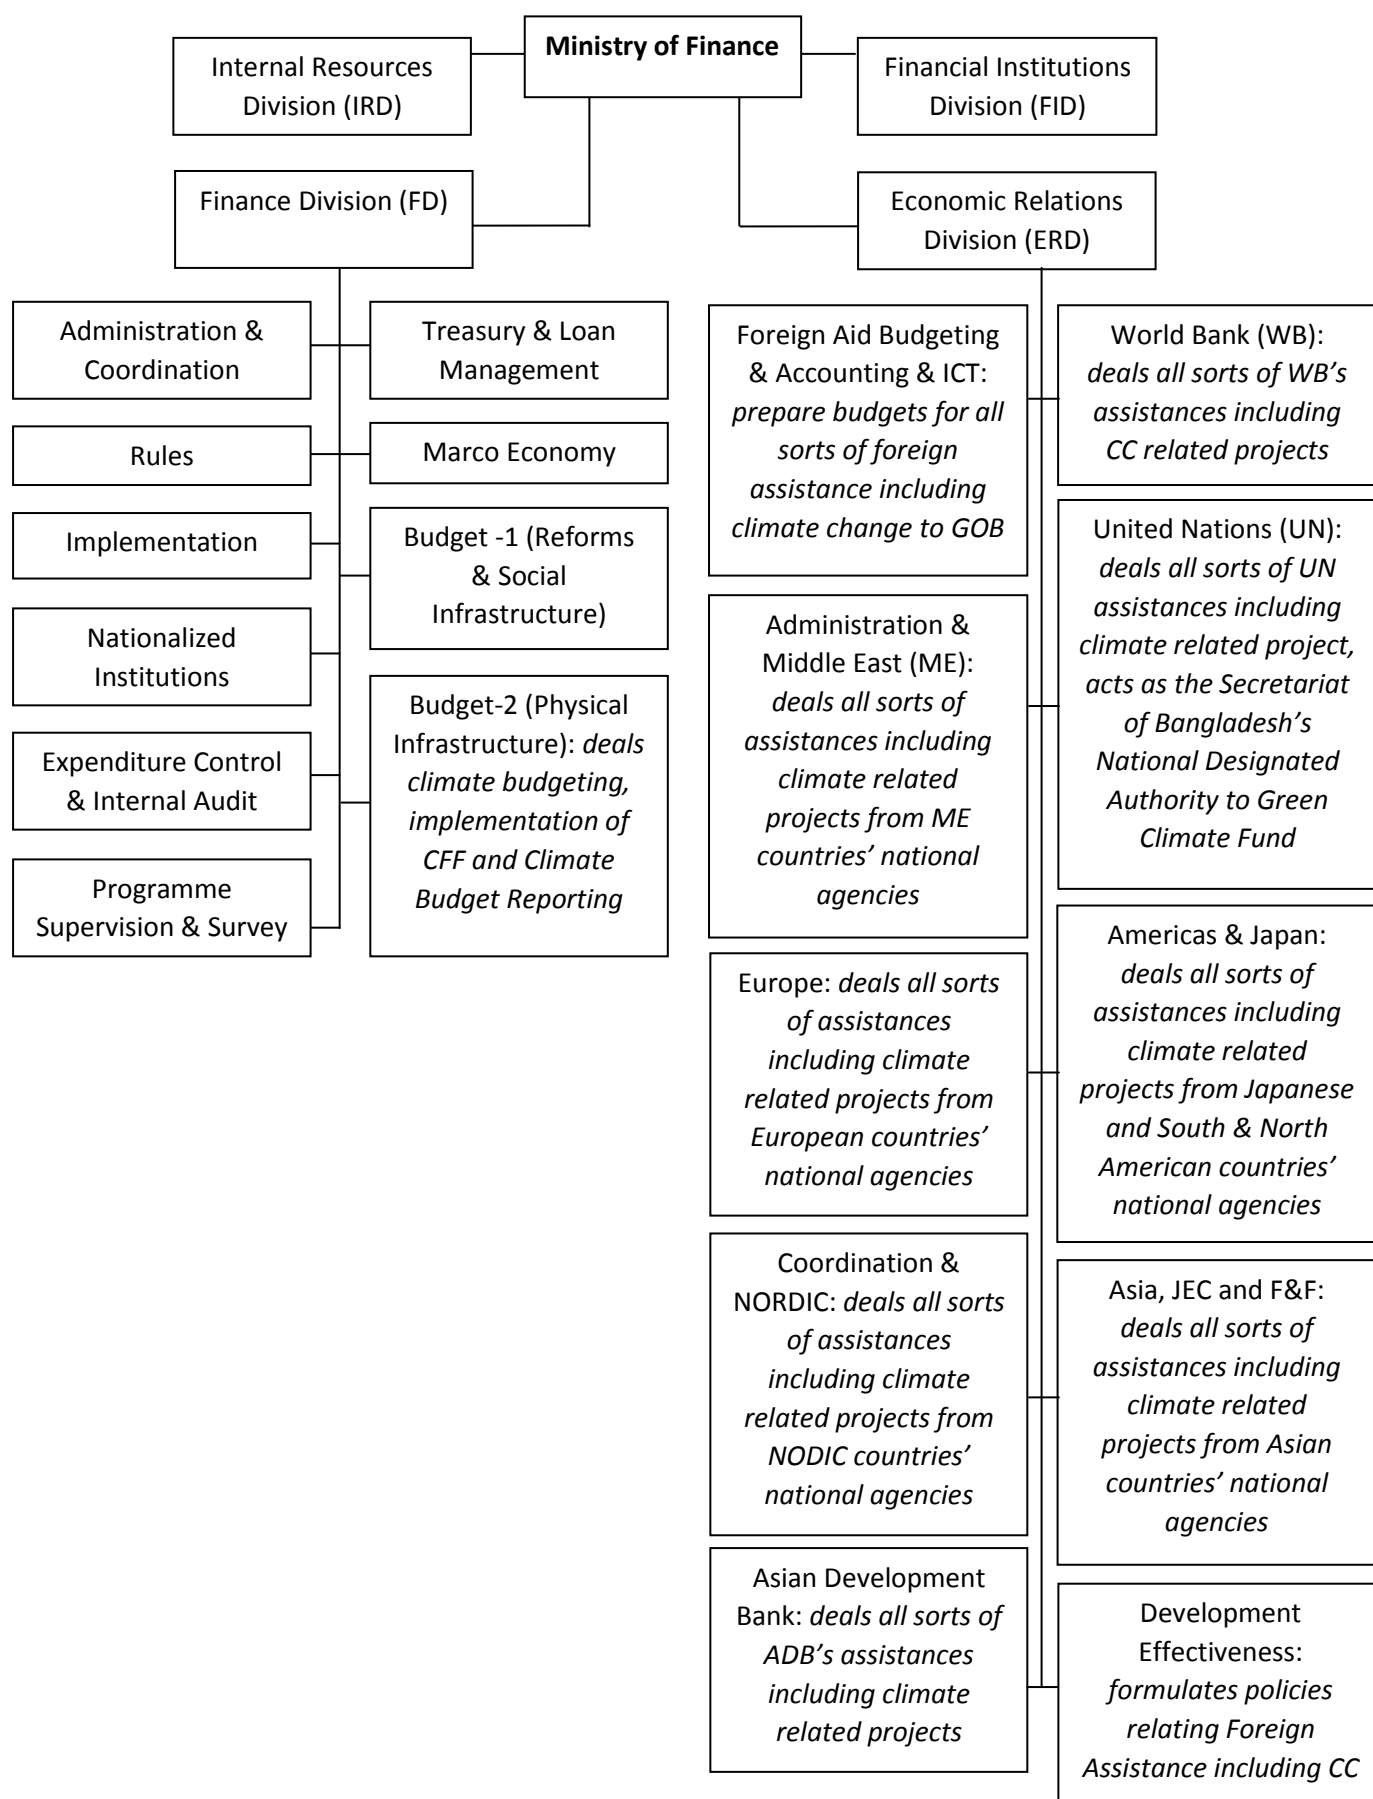 Ministry of Finance
Internal Resources
Division (IRD)
Financial Institutions
Division (FID)
Finance Division (FD)
Economic Relations
Division (ERD)
Administration &
Coordination
Treasury & Loan
Management
Rules
Marco Economy
Implementation
Budget -1 (Reforms
& Social
Infrastructure)
Nationalized
Institutions
Budget-2 (Physical
Infrastructure): deals
climate budgeting,
implementation of
CFF and Climate
Budget Reporting
Expenditure Control
& Internal Audit
Programme
Supervision & Survey
Foreign Aid Budgeting
& Accounting & ICT:
prepare budgets for all
sorts of foreign
assistance including
climate change to GOB
World Bank (WB):
deals all sorts of WB’s
assistances including
CC related projects
United Nations (UN):
deals all sorts of UN
assistances including
climate related project,
acts as the Secretariat
of Bangladesh’s
National Designated
Authority to Green
Climate Fund
Administration &
Middle East (ME):
deals all sorts of
assistances including
climate related
projects from ME
countries’ national
agencies
Americas & Japan:
deals all sorts of
assistances including
climate related
projects from Japanese
and South & North
American countries’
national agencies
Europe: deals all sorts
of assistances
including climate
related projects from
European countries’
national agencies
Coordination &
NORDIC: deals all sorts
of assistances
including climate
related projects from
NODIC countries’
national agencies
Asia, JEC and F&F:
deals all sorts of
assistances including
climate related
projects from Asian
countries’ national
agencies
Asian Development
Bank: deals all sorts of
ADB’s assistances
including climate
related projects
Development
Effectiveness:
formulates policies
relating Foreign
Assistance including CC